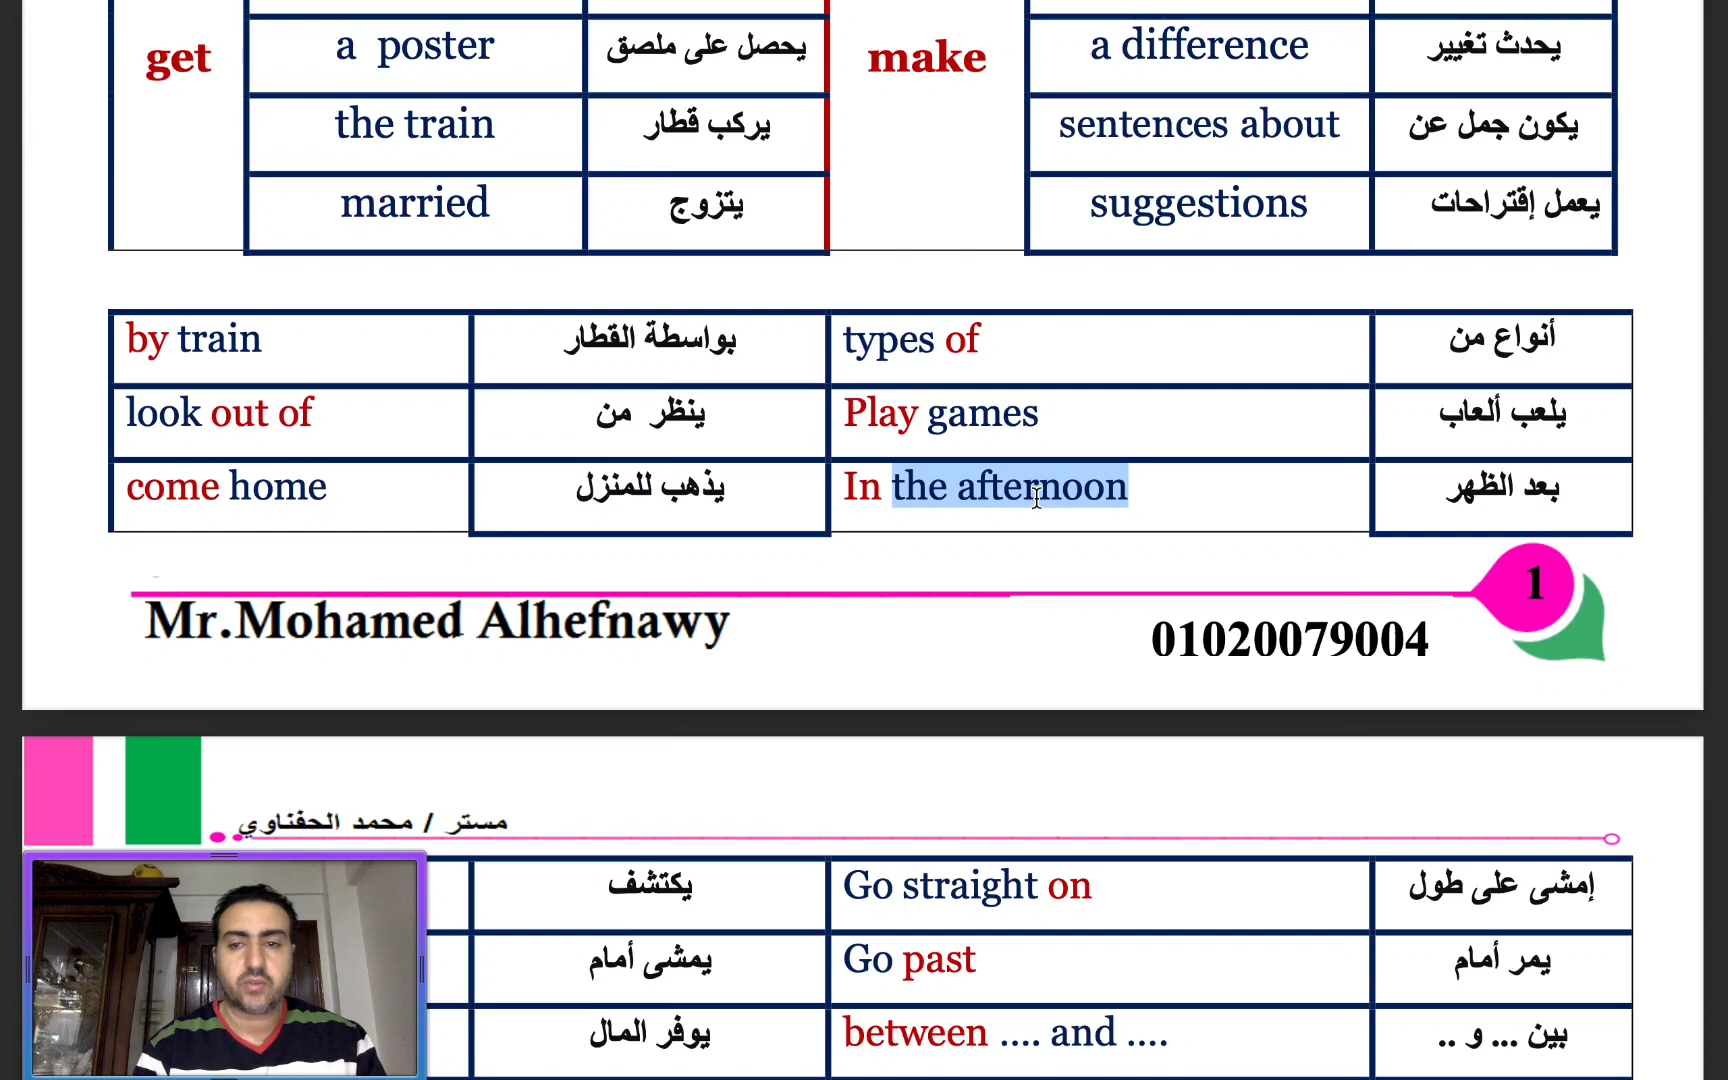 get
a poster
يحصل على ملصق
make
a difference
يحدث تغيير
the train
يركب قطار
sentences about
يكون جمل عن
married
يتزوج
suggestions
يعمل إقتراحات
by train
بواسطة القطار
types of
أنواع من
look out of
ينظر من
Play games
يلعب ألعاب
come home
يذهب للمنزل
In the afternoon
بعد الظهر
Mr.Mohamed Alhefnawy
01020079004
1
مستر / محمد الحفناوي
يكتشف
Go straight on
إمشى على طول
يمشى أمام
Go past
يمر أمام
يوفر المال
between .... and ....
بين ... و ..